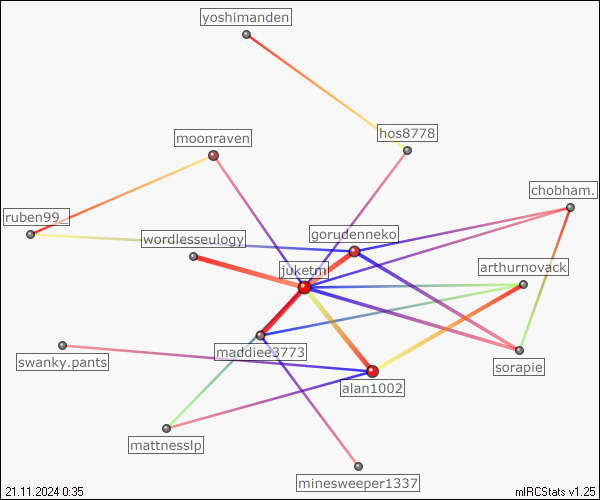 yoshimanden
hos8778
moonraven
chobham.
ruben99_
gorudenneko
wordlesseulogy
juketm
arthurnovack
maddiee3773
swanky.pants
sorapie
alan1002
mattnesslp
minesweeper1337
21.11.2024 0:35
mIRCStats v1.25